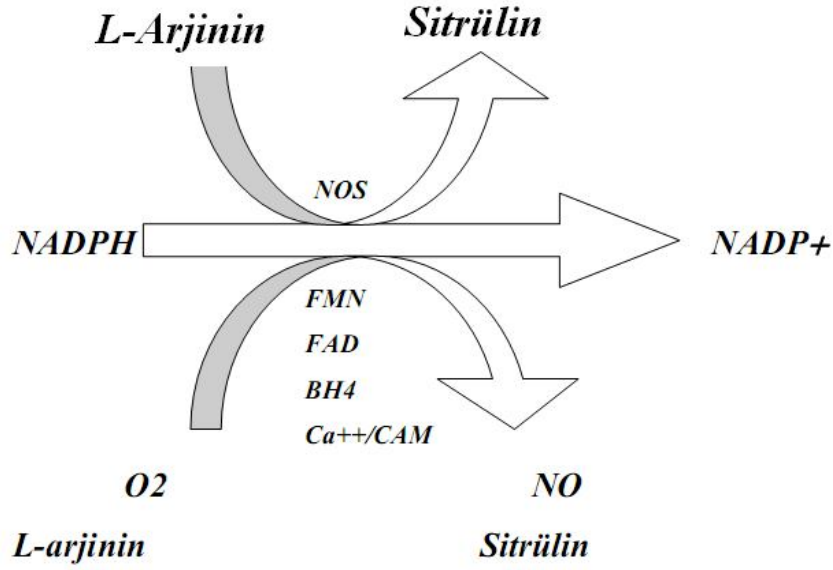 L-Arjinin Sitrülin
NOS
NADPH NADP+
FMN
FAD
BH4
Ca++/CAM
O2 NO
L-arjinin Sitrülin